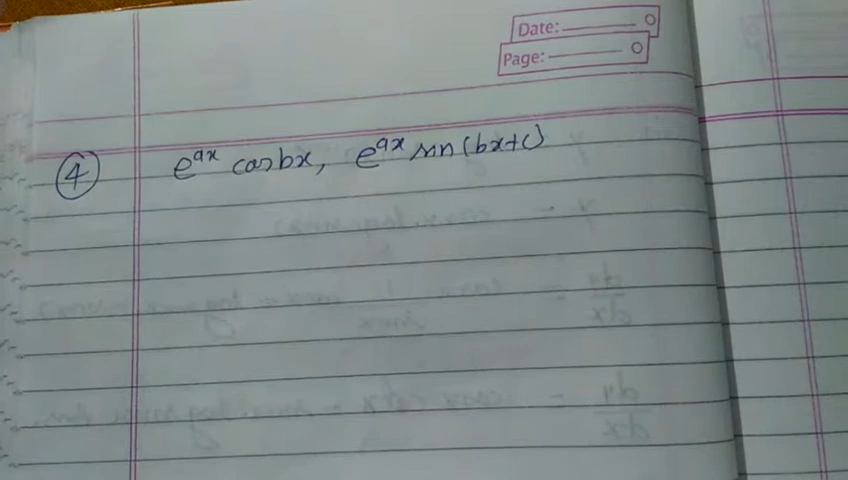 Date:
Page:
④ e^ax cosbx, e^ax sin(bx+c)